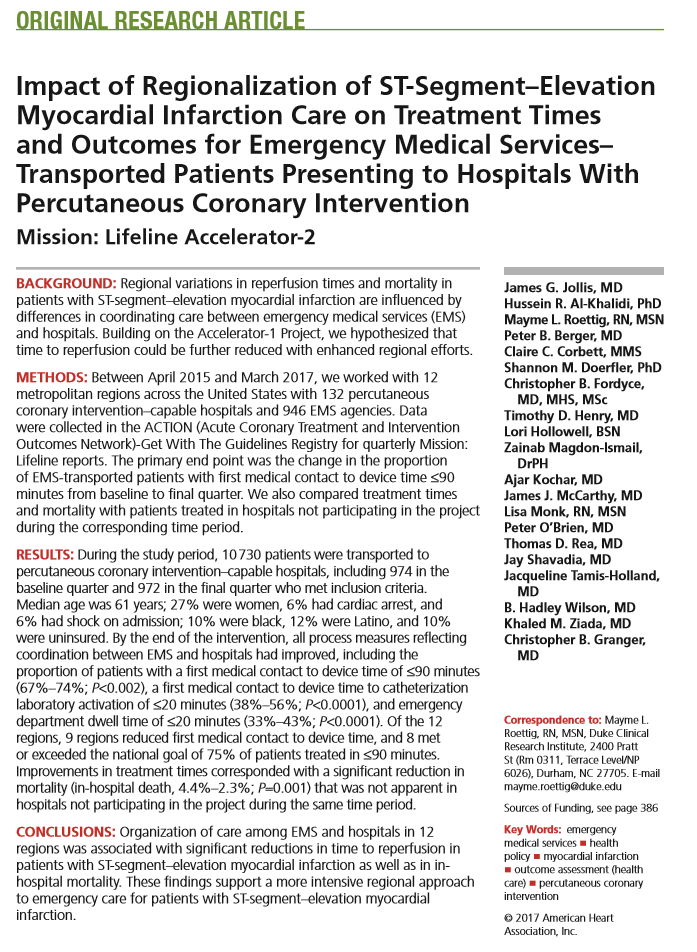 ORIGINAL RESEARCH ARTICLE
Impact of Regionalization of ST-Segment–Elevation
Myocardial Infarction Care on Treatment Times
and Outcomes for Emergency Medical Services–
Transported Patients Presenting to Hospitals With
Percutaneous Coronary Intervention
Mission: Lifeline Accelerator-2
BACKGROUND: Regional variations in reperfusion times and mortality in
patients with ST-segment–elevation myocardial infarction are influenced by
differences in coordinating care between emergency medical services (EMS)
and hospitals. Building on the Accelerator-1 Project, we hypothesized that
time to reperfusion could be further reduced with enhanced regional efforts.
METHODS: Between April 2015 and March 2017, we worked with 12
metropolitan regions across the United States with 132 percutaneous
coronary intervention–capable hospitals and 946 EMS agencies. Data
were collected in the ACTION (Acute Coronary Treatment and Intervention
Outcomes Network)-Get With The Guidelines Registry for quarterly Mission:
Lifeline reports. The primary end point was the change in the proportion
of EMS-transported patients with first medical contact to device time ≤90
minutes from baseline to final quarter. We also compared treatment times
and mortality with patients treated in hospitals not participating in the project
during the corresponding time period.
RESULTS: During the study period, 10730 patients were transported to
percutaneous coronary intervention–capable hospitals, including 974 in the
baseline quarter and 972 in the final quarter who met inclusion criteria.
Median age was 61 years; 27% were women, 6% had cardiac arrest, and
6% had shock on admission; 10% were black, 12% were Latino, and 10%
were uninsured. By the end of the intervention, all process measures reflecting
coordination between EMS and hospitals had improved, including the
proportion of patients with a first medical contact to device time of ≤90 minutes
(67%–74%; P<0.002), a first medical contact to device time to catheterization
laboratory activation of ≤20 minutes (38%–56%; P<0.0001), and emergency
department dwell time of ≤20 minutes (33%–43%; P<0.0001). Of the 12
regions, 9 regions reduced first medical contact to device time, and 8 met
or exceeded the national goal of 75% of patients treated in ≤90 minutes.
Improvements in treatment times corresponded with a significant reduction in
mortality (in-hospital death, 4.4%–2.3%; P=0.001) that was not apparent in
hospitals not participating in the project during the same time period.
CONCLUSIONS: Organization of care among EMS and hospitals in 12
regions was associated with significant reductions in time to reperfusion in
patients with ST-segment–elevation myocardial infarction as well as in in-
hospital mortality. These findings support a more intensive regional approach
to emergency care for patients with ST-segment–elevation myocardial
infarction.
James G. Jollis, MD
Hussein R. Al-Khalidi, PhD
Mayme L. Roettig, RN, MSN
Peter B. Berger, MD
Claire C. Corbett, MMS
Shannon M. Doerfler, PhD
Christopher B. Fordyce,
MD, MHS, MSc
Timothy D. Henry, MD
Lori Hollowell, BSN
Zainab Magdon-Ismail,
DrPH
Ajar Kochar, MD
James J. McCarthy, MD
Lisa Monk, RN, MSN
Peter O'Brien, MD
Thomas D. Rea, MD
Jay Shavadia, MD
Jacqueline Tamis-Holland,
MD
B. Hadley Wilson, MD
Khaled M. Ziada, MD
Christopher B. Granger,
MD
Correspondence to: Mayme L.
Roettig, RN, MSN, Duke Clinical
Research Institute, 2400 Pratt
St (Rm 0311, Terrace Level/NP
6026), Durham, NC 27705. E-mail
mayme.roettig@duke.edu
Sources of Funding, see page 386
Key Words: emergency
medical services ■ health
policy ■ myocardial infarction
■ outcome assessment (health
care) ■ percutaneous coronary
intervention
© 2017 American Heart
Association, Inc.